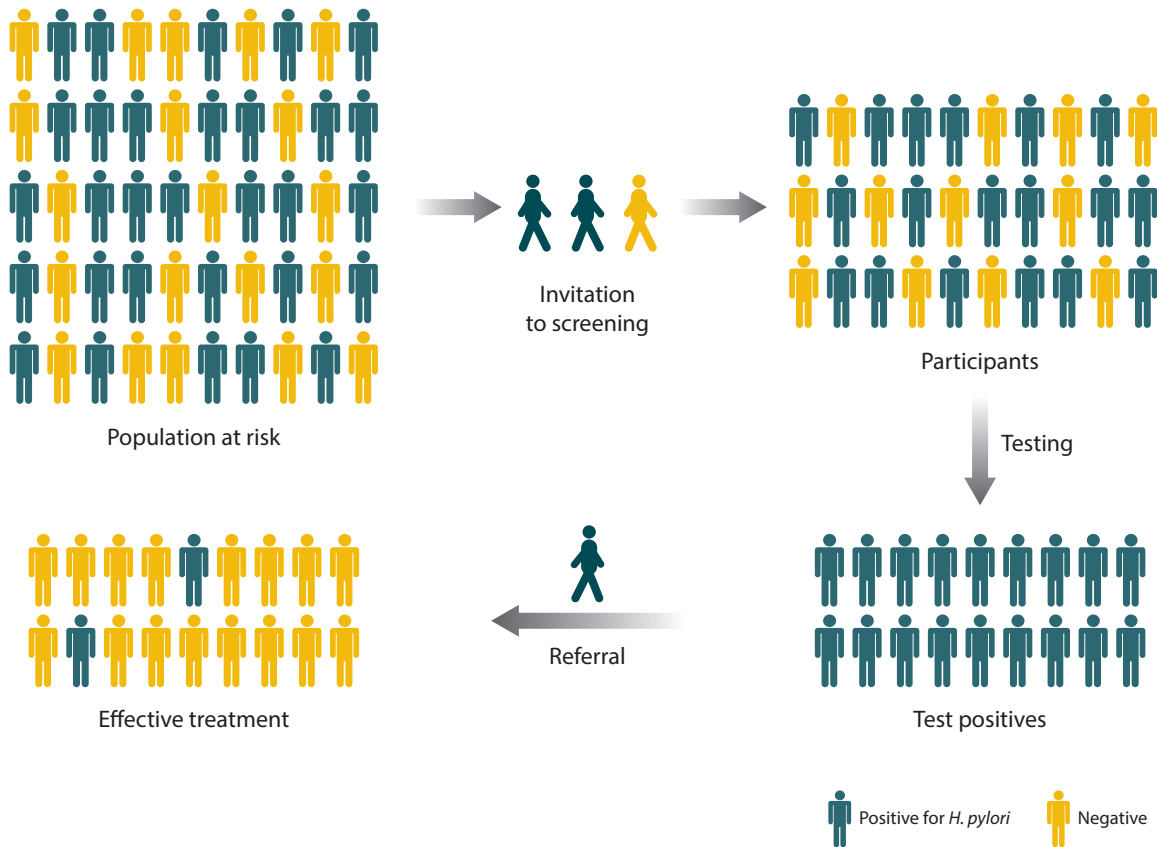 Invitation
to screening
Participants
Population at risk
Testing
Referral
Effective treatment
Test positives
Positive for H. pylori
Negative